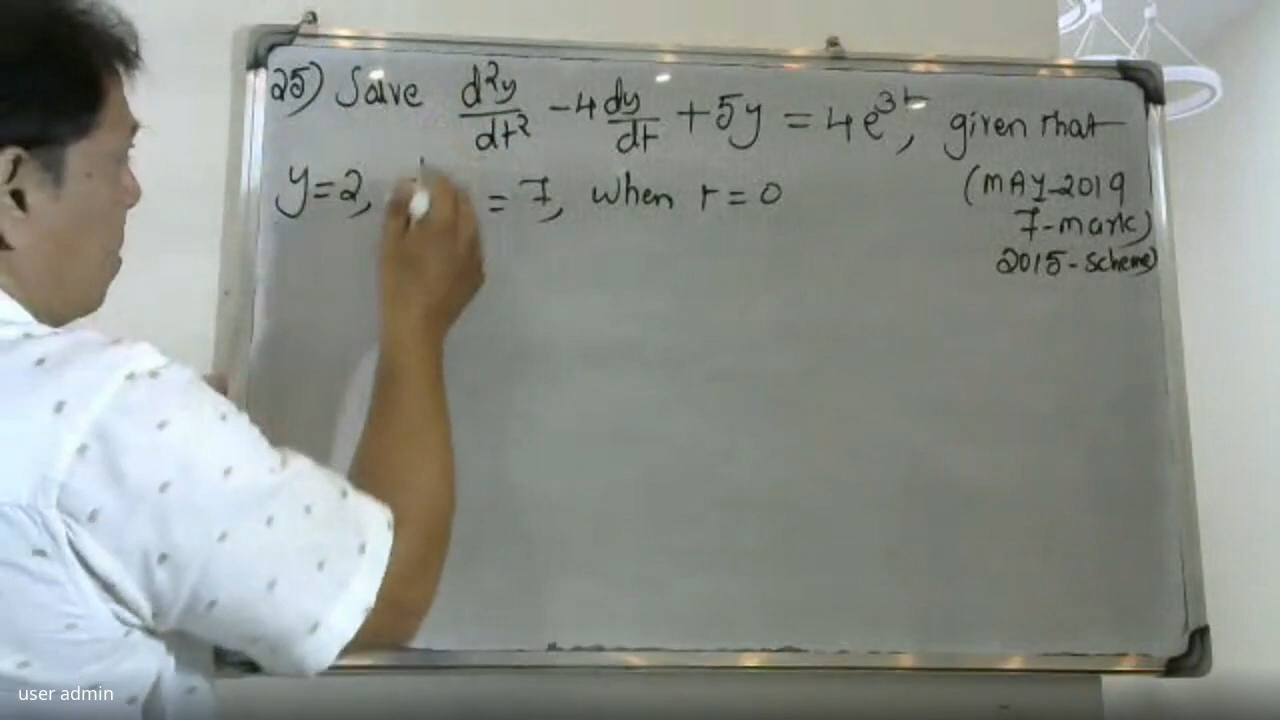 25) Solve d²y/dt² - 4 dy/dt + 5y = 4e³ᵗ, given that
y=2, = 7, when t = 0
(MAY-2019
7-mark)
2015-scheme)
user admin